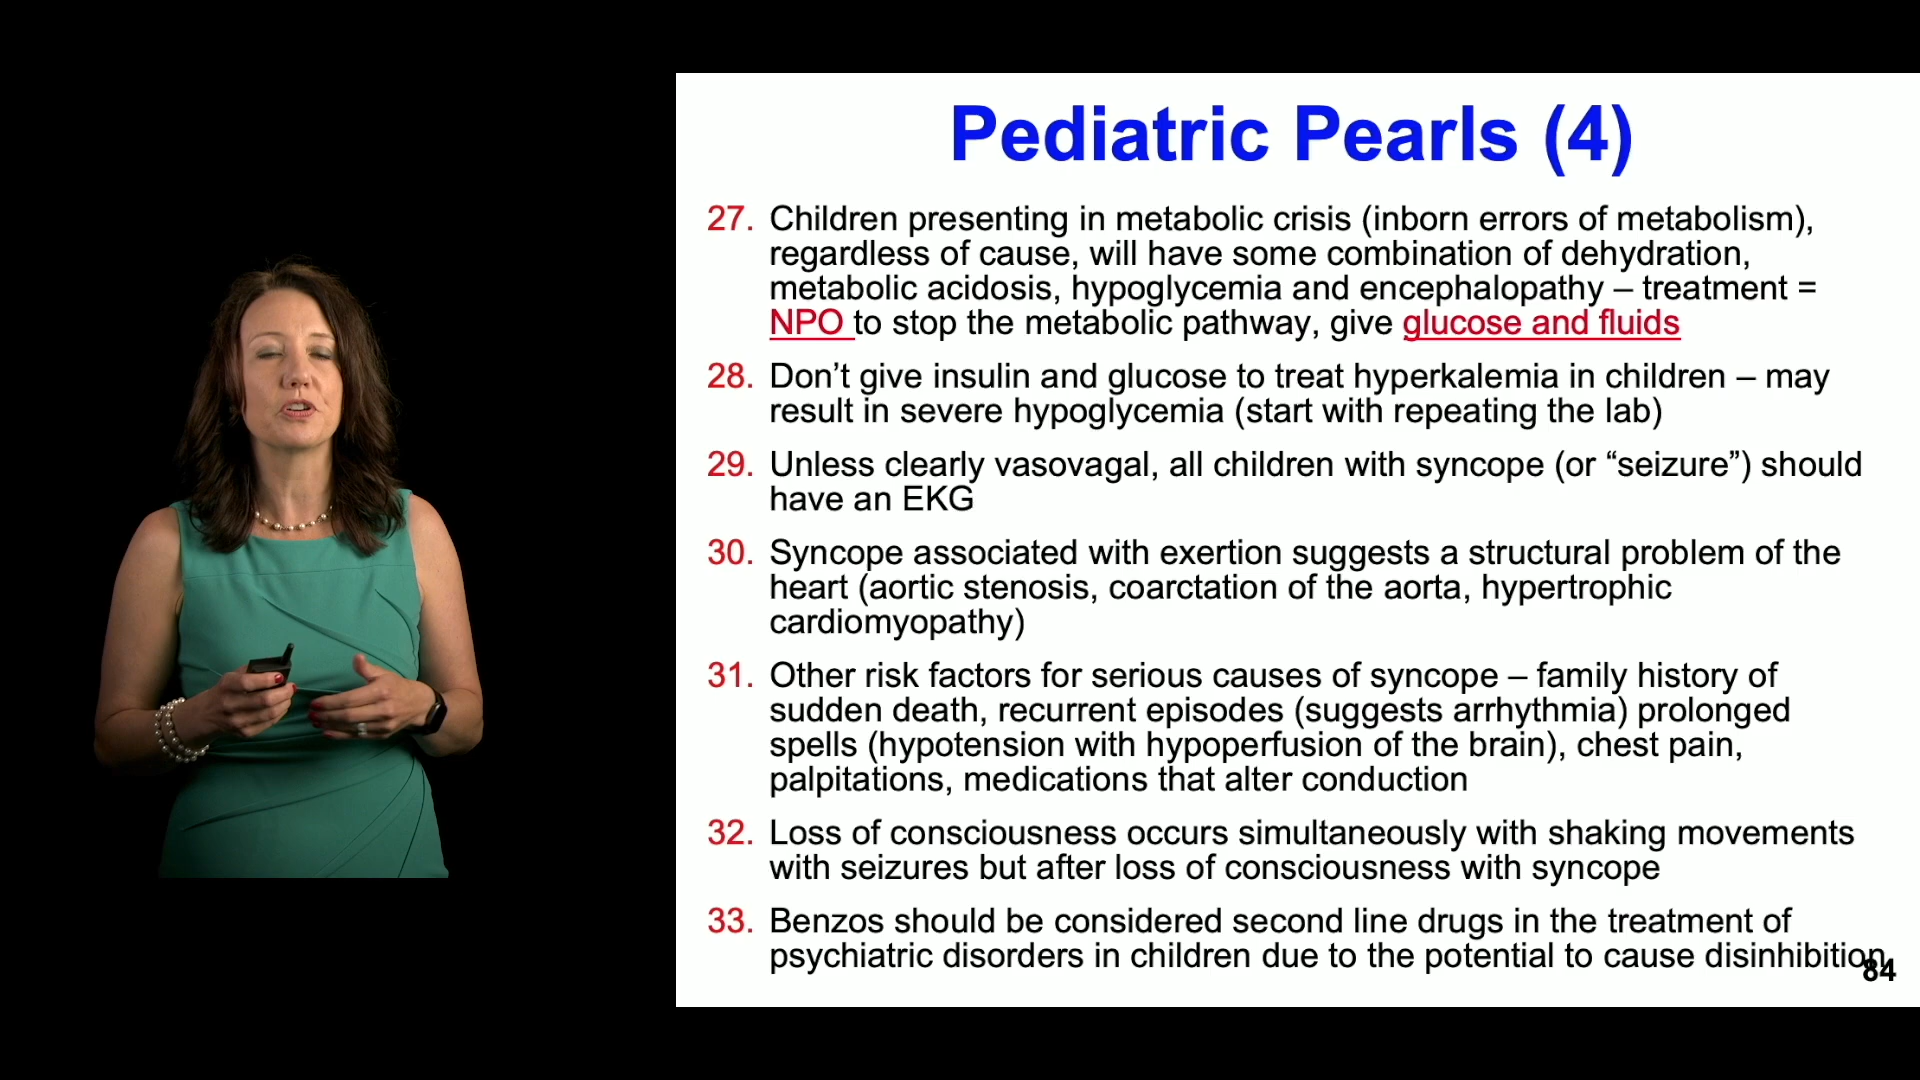 Pediatric Pearls (4)
27. Children presenting in metabolic crisis (inborn errors of metabolism),
regardless of cause, will have some combination of dehydration,
metabolic acidosis, hypoglycemia and encephalopathy – treatment =
NPO to stop the metabolic pathway, give glucose and fluids
28. Don’t give insulin and glucose to treat hyperkalemia in children – may
result in severe hypoglycemia (start with repeating the lab)
29. Unless clearly vasovagal, all children with syncope (or “seizure”) should
have an EKG
30. Syncope associated with exertion suggests a structural problem of the
heart (aortic stenosis, coarctation of the aorta, hypertrophic
cardiomyopathy)
31. Other risk factors for serious causes of syncope – family history of
sudden death, recurrent episodes (suggests arrhythmia) prolonged
spells (hypotension with hypoperfusion of the brain), chest pain,
palpitations, medications that alter conduction
32. Loss of consciousness occurs simultaneously with shaking movements
with seizures but after loss of consciousness with syncope
33. Benzos should be considered second line drugs in the treatment of
psychiatric disorders in children due to the potential to cause disinhibition
84